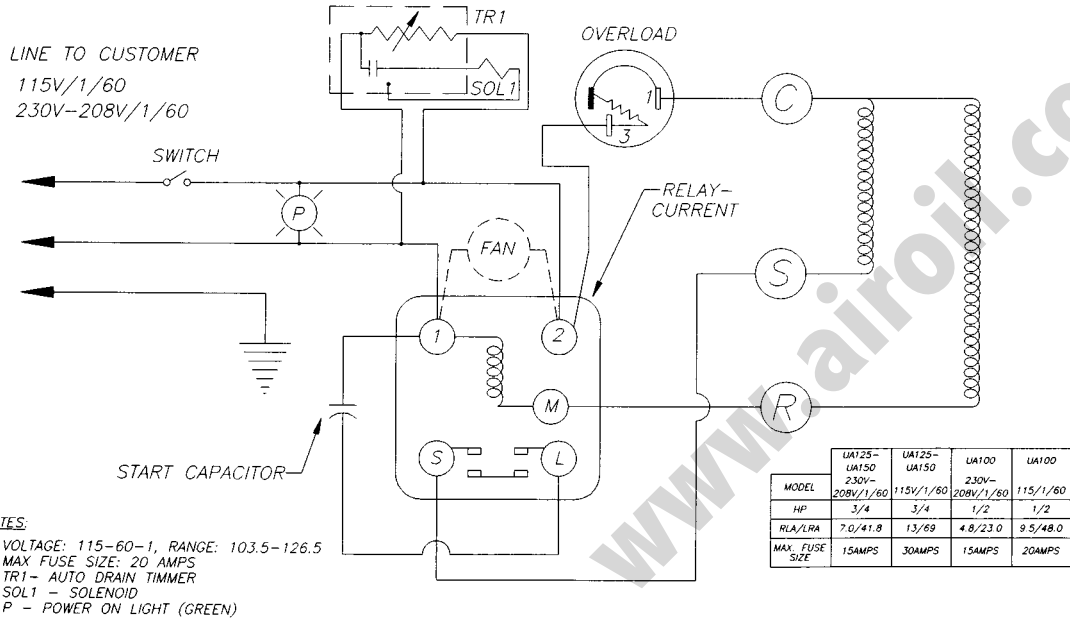 TR1
OVERLOAD
LINE TO CUSTOMER
115V/1/60
230V-208V/1/60
SOL1
1
C
3
SWITCH
P
RELAY-
CURRENT
FAN
S
1
2
M
R
S
L
START CAPACITOR
MODEL
UA125-
UA150
230V-
208V/1/60
UA125-
UA150
115V/1/60
UA100
230V-
208V/1/60
UA100
115/1/60
HP 3/4 3/4 1/2 1/2
RLA/LRA 7.0/41.8 13/69 4.8/23.0 9.5/48.0
MAX. FUSE
SIZE
15AMPS 30AMPS 15AMPS 20AMPS
TES:
VOLTAGE: 115-60-1, RANGE: 103.5-126.5
MAX FUSE SIZE: 20 AMPS
TR1- AUTO DRAIN TIMMER
SOL1 - SOLENOID
P - POWER ON LIGHT (GREEN)
www.airoil.co